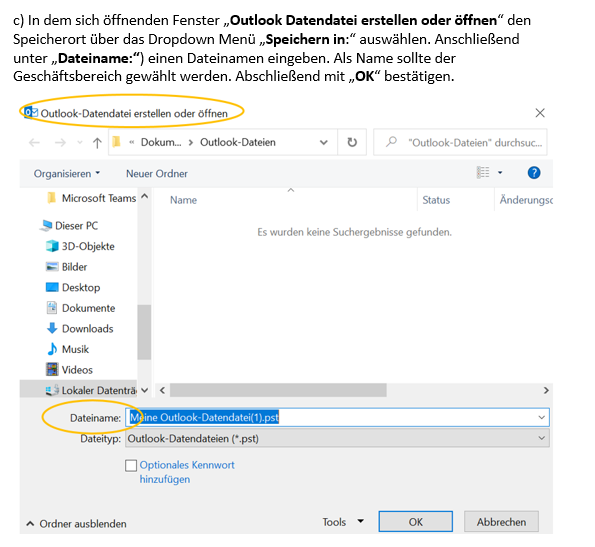 c) In dem sich öffnenden Fenster „Outlook Datendatei erstellen oder öffnen“ den
Speicherort über das Dropdown Menü „Speichern in:“ auswählen. Anschließend
unter „Dateiname:“) einen Dateinamen eingeben. Als Name sollte der
Geschäftsbereich gewählt werden. Abschließend mit „OK“ bestätigen.
Outlook-Datendatei erstellen oder öffnen
« Dokum... > Outlook-Dateien
"Outlook-Dateien" durchsuc...
Organisieren
Neuer Ordner
Microsoft Teams
Name
Status
Änderungsd
Es wurden keine Suchergebnisse gefunden.
Dieser PC
3D-Objekte
Bilder
Desktop
Dokumente
Downloads
Musik
Videos
Lokaler Datenträ
Dateiname: Meine Outlook-Datendatei(1).pst
Dateityp: Outlook-Datendateien (*.pst)
Optionales Kennwort
hinzufügen
Ordner ausblenden
Tools
OK
Abbrechen